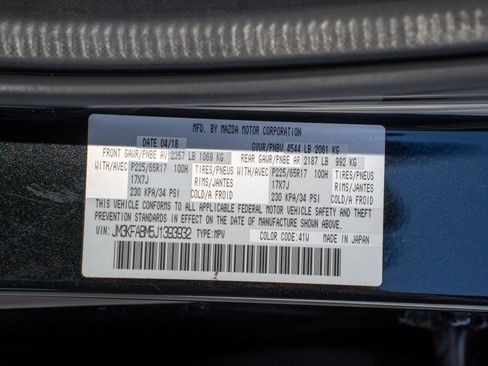 MFD. BY MAZDA MOTOR CORPORATION
DATE 04/18 GVWR/PNBV 4544 LB 2061 KG
FRONT GAWR/PNBE AV 2357 LB 1069 KG REAR GAWR/PNBE AR 2187 LB 992 KG
WITH/AVEC P225/65R17 100H TIRES/PNEUS WITH/AVEC P225/65R17 100H TIRES/PNEUS
17X7J RIMS/JANTES 17X7J RIMS/JANTES
230 KPA/34 PSI COLD/A FROID 230 KPA/34 PSI COLD/A FROID
THIS VEHICLE CONFORMS TO ALL APPLICABLE FEDERAL MOTOR VEHICLE SAFETY AND THEFT
PREVENTION STANDARDS IN EFFECT ON THE DATE OF MANUFACTURE SHOWN ABOVE.
VIN: JM3KFABM5J1393932 TYPE:MPV COLOR CODE:41W MADE IN JAPAN